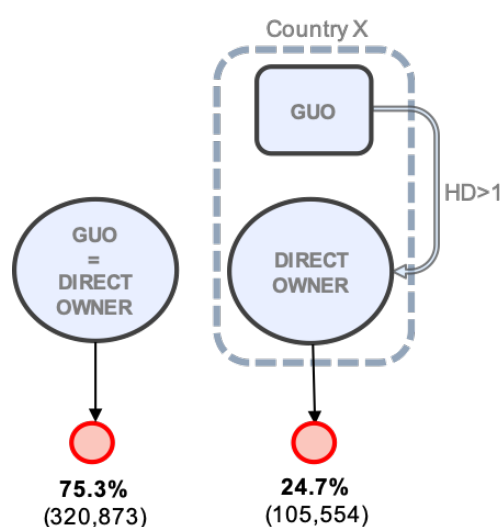 Country X
GUO
HD>1
GUO
=
DIRECT
OWNER
DIRECT
OWNER
75.3%
(320,873)
24.7%
(105,554)